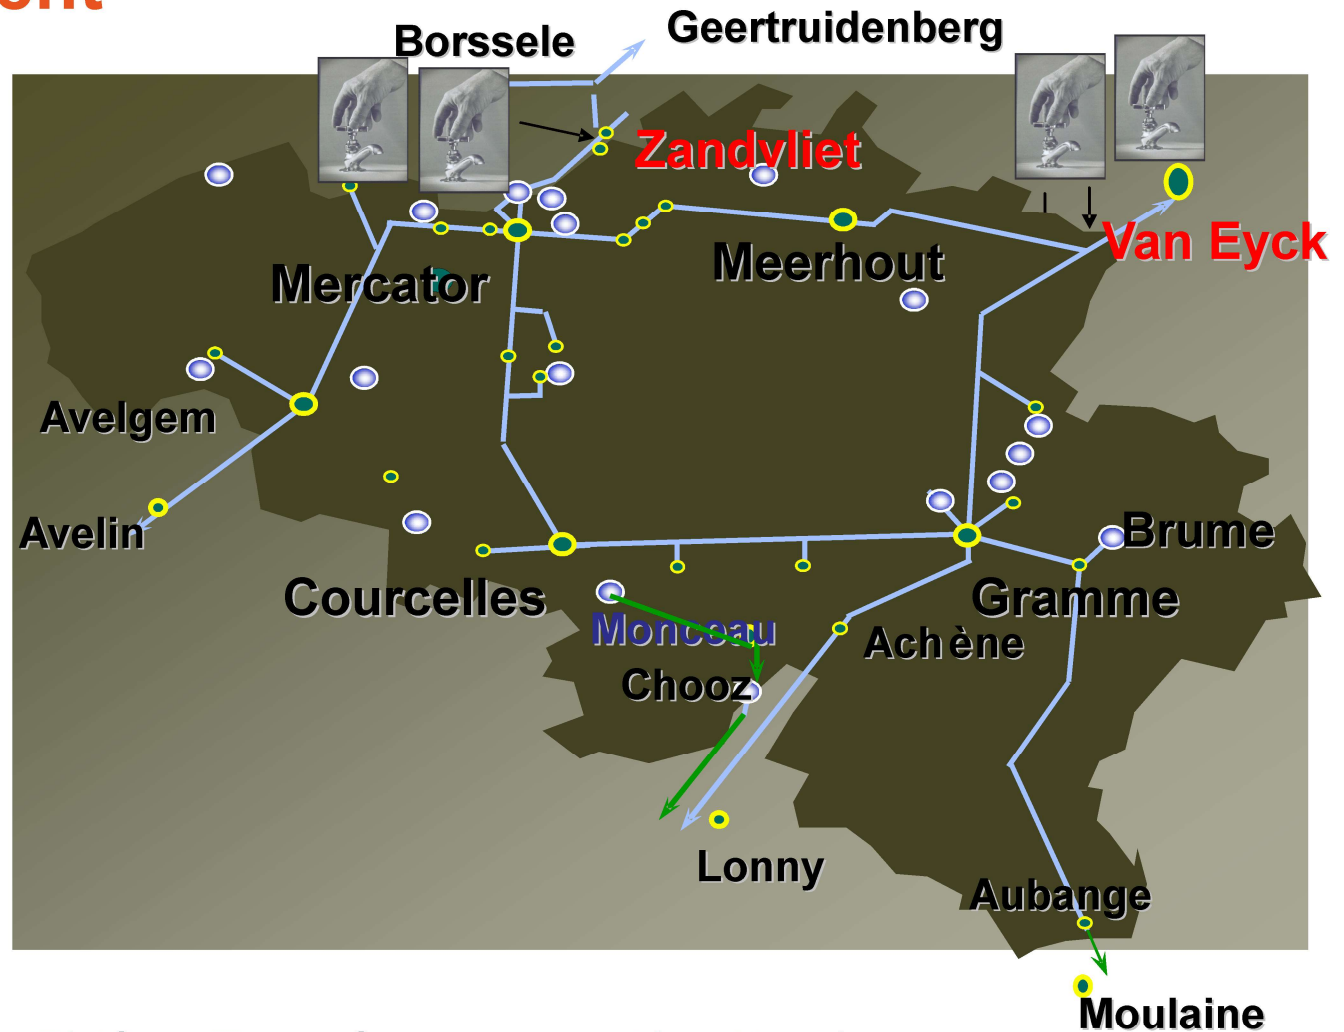 Borssele
Geertruidenberg
Zandvliet
Van Eyck
Meerhout
Mercator
Avelgem
Avelin
Brume
Courcelles
Gramme
Monceau
Achène
Chooz
Lonny
Aubange
Moulaine